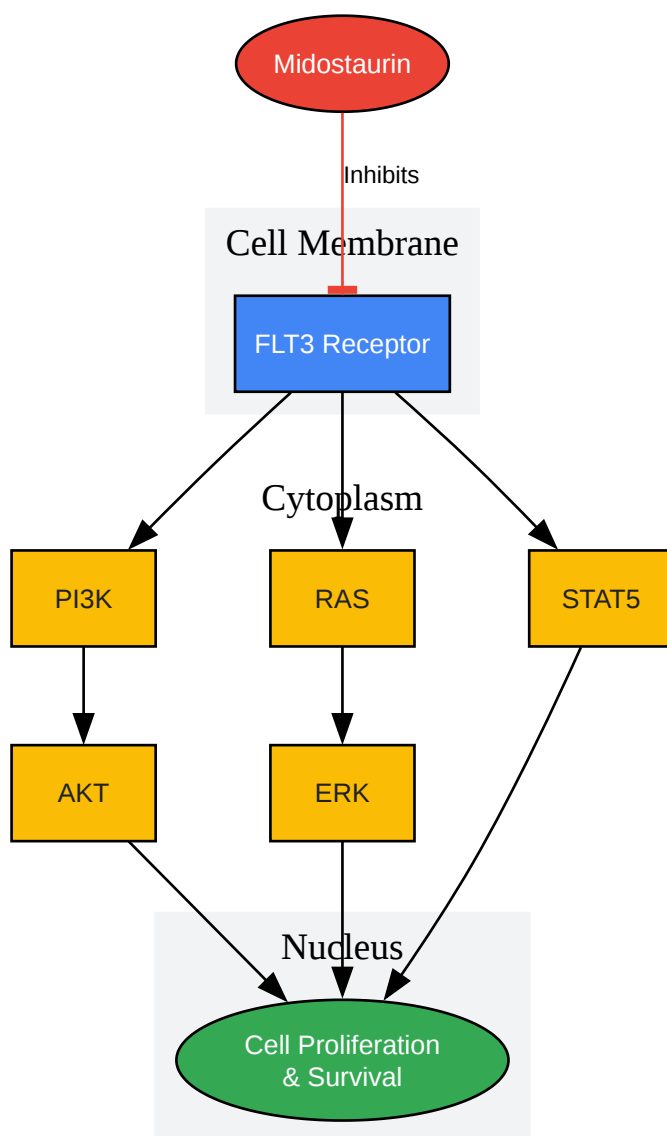 Midostaurin
Inhibits
Cell Membrane
FLT3 Receptor
Cytoplasm
PI3K
RAS
STAT5
AKT
ERK
Nucleus
Cell Proliferation
& Survival